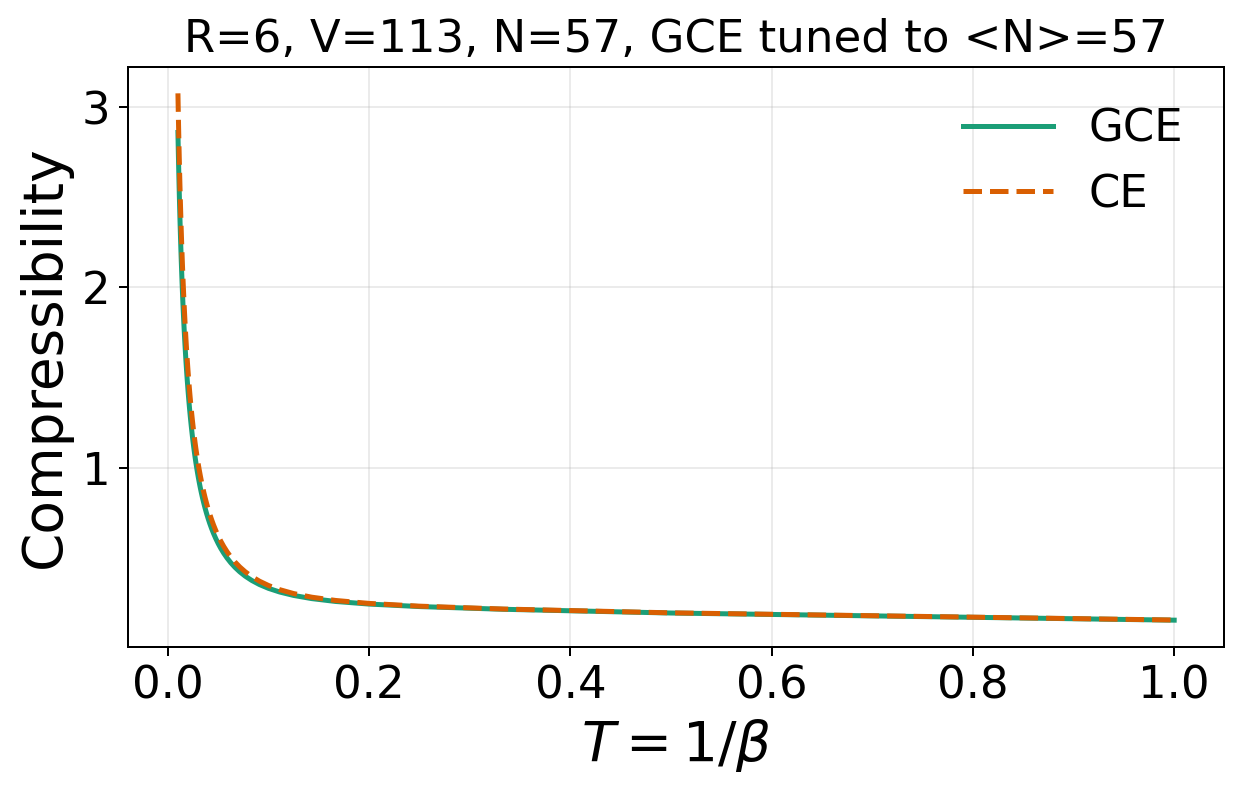 R=6, V=113, N=57, GCE tuned to <N>=57
Compressibility
3
2
1
GCE
CE
0.0 0.2 0.4 0.6 0.8 1.0
T = 1/β